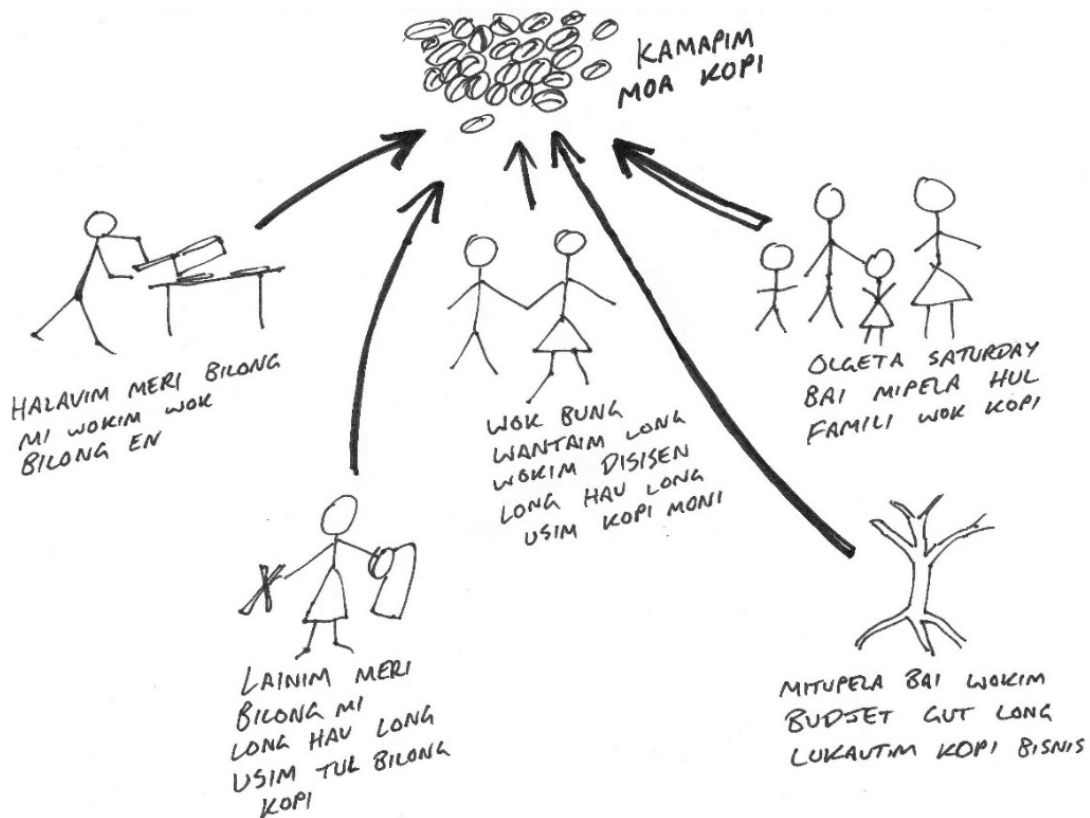 KAMAPIM
MOA KOPI
HALAVIM MERI BILONG
MI WOKIM WOK
BILONG EN
WOK BUNG
WANTAIM LONG
WOKIM DISISEN
LONG HAU LONG
USIM KOPI MONI
OLGETA SATURDAY
BAI MIPELA HUL
FAMILI WOK KOPI
LAINIM MERI
BILONG MI
LONG HAU LONG
USIM TUL BILONG
KOPI
MITUPELA BAI WOKIM
BUDJET GUT LONG
LUKAUTIM KOPI BISNIS